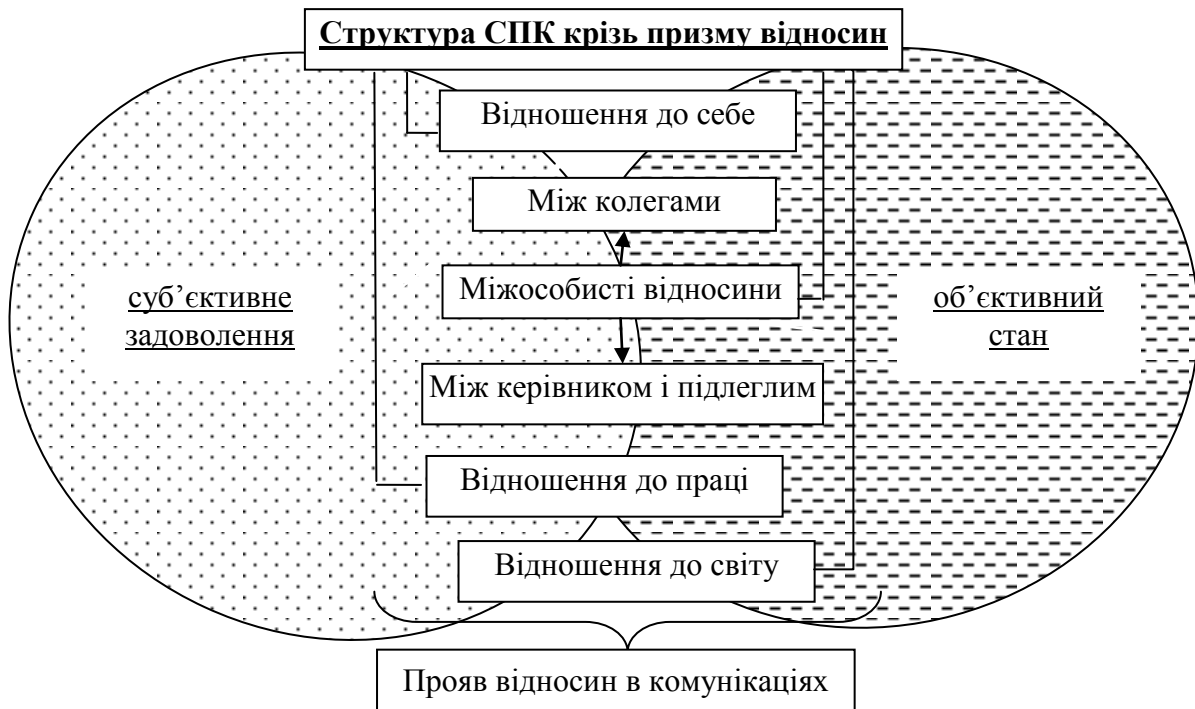 Структура СПК крізь призму відносин
Відношення до себе
Між колегами
Міжособисті відносини
суб’єктивне
задоволення
об’єктивний
стан
Між керівником і підлеглим
Відношення до праці
Відношення до світу
Прояв відносин в комунікаціях